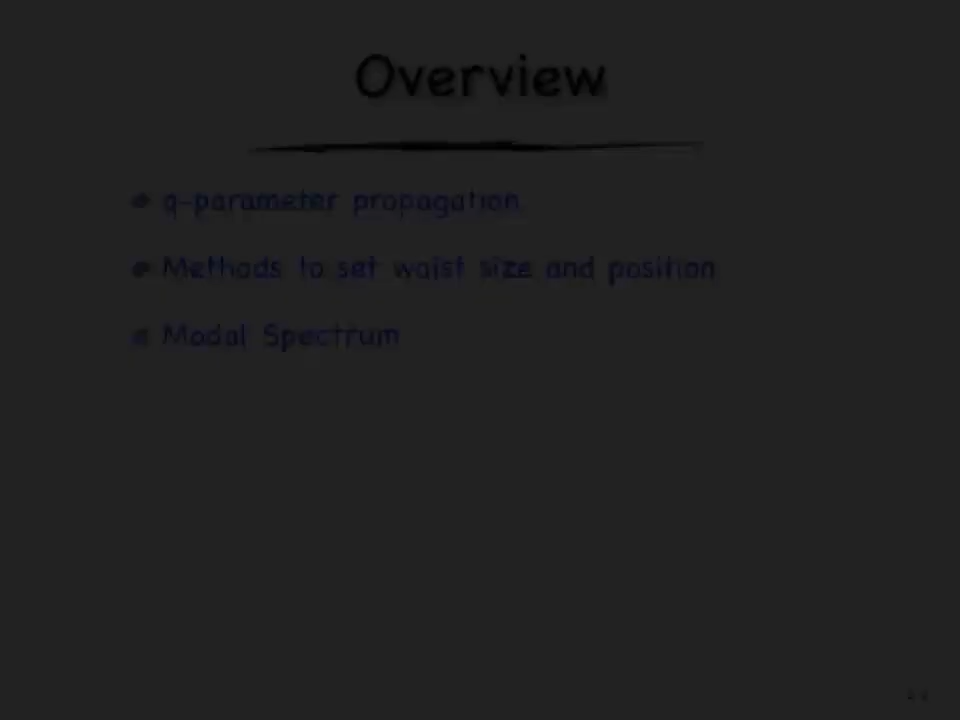 Overview
q-parameter propagation
Methods to set waist size and position
Modal Spectrum